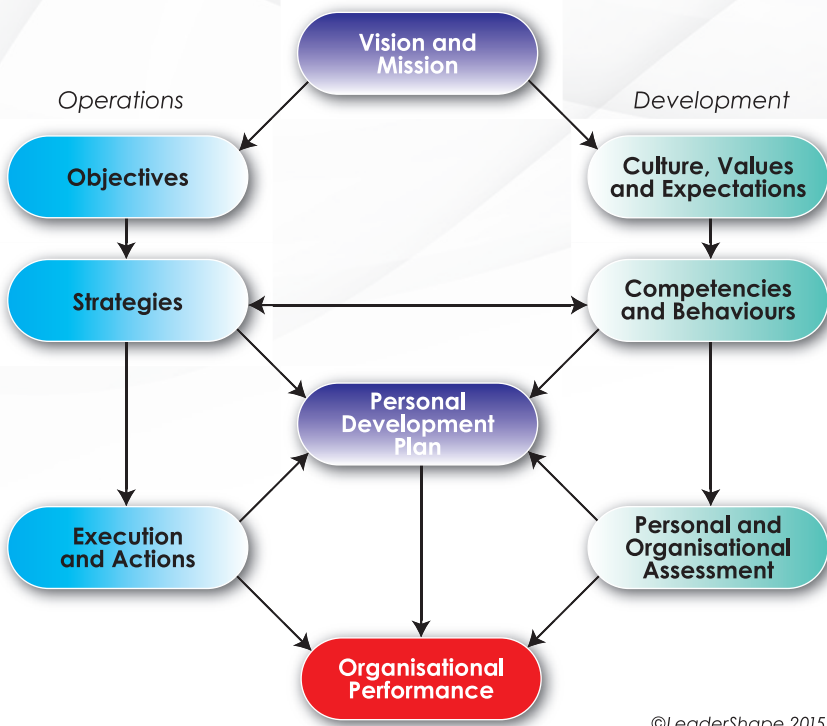 Vision and
Mission
Operations
Development
Objectives
Culture, Values
and Expectations
Strategies
Competencies
and Behaviours
Personal
Development
Plan
Execution
and Actions
Personal and
Organisational
Assessment
Organisational
Performance
©LeaderShape 2015